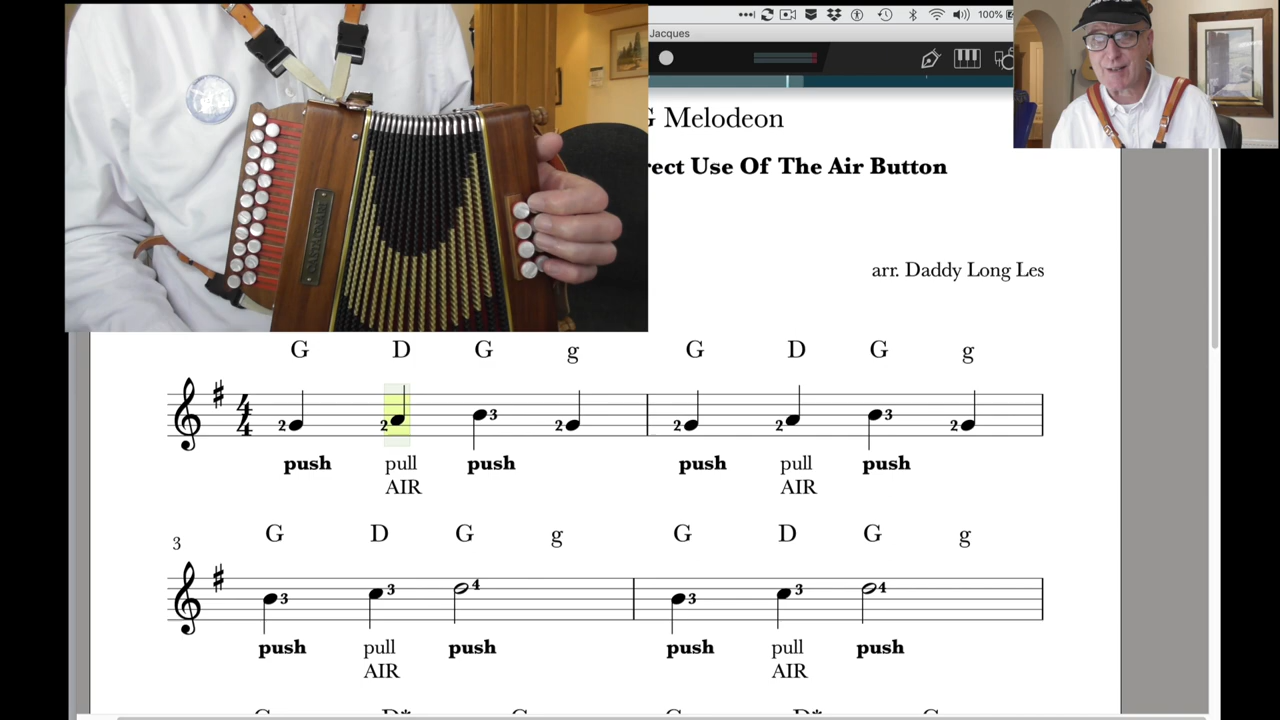 100%
Jacques
G Melodeon
rect Use Of The Air Button
arr. Daddy Long Les
G D G g G D G g
4
4
2 2 3 2 2 2 3 2
push pull push push pull push
AIR AIR
3
G D G g G D G g
3 3 4 3 3 4
push pull push push pull push
AIR AIR
G D* G G D* G